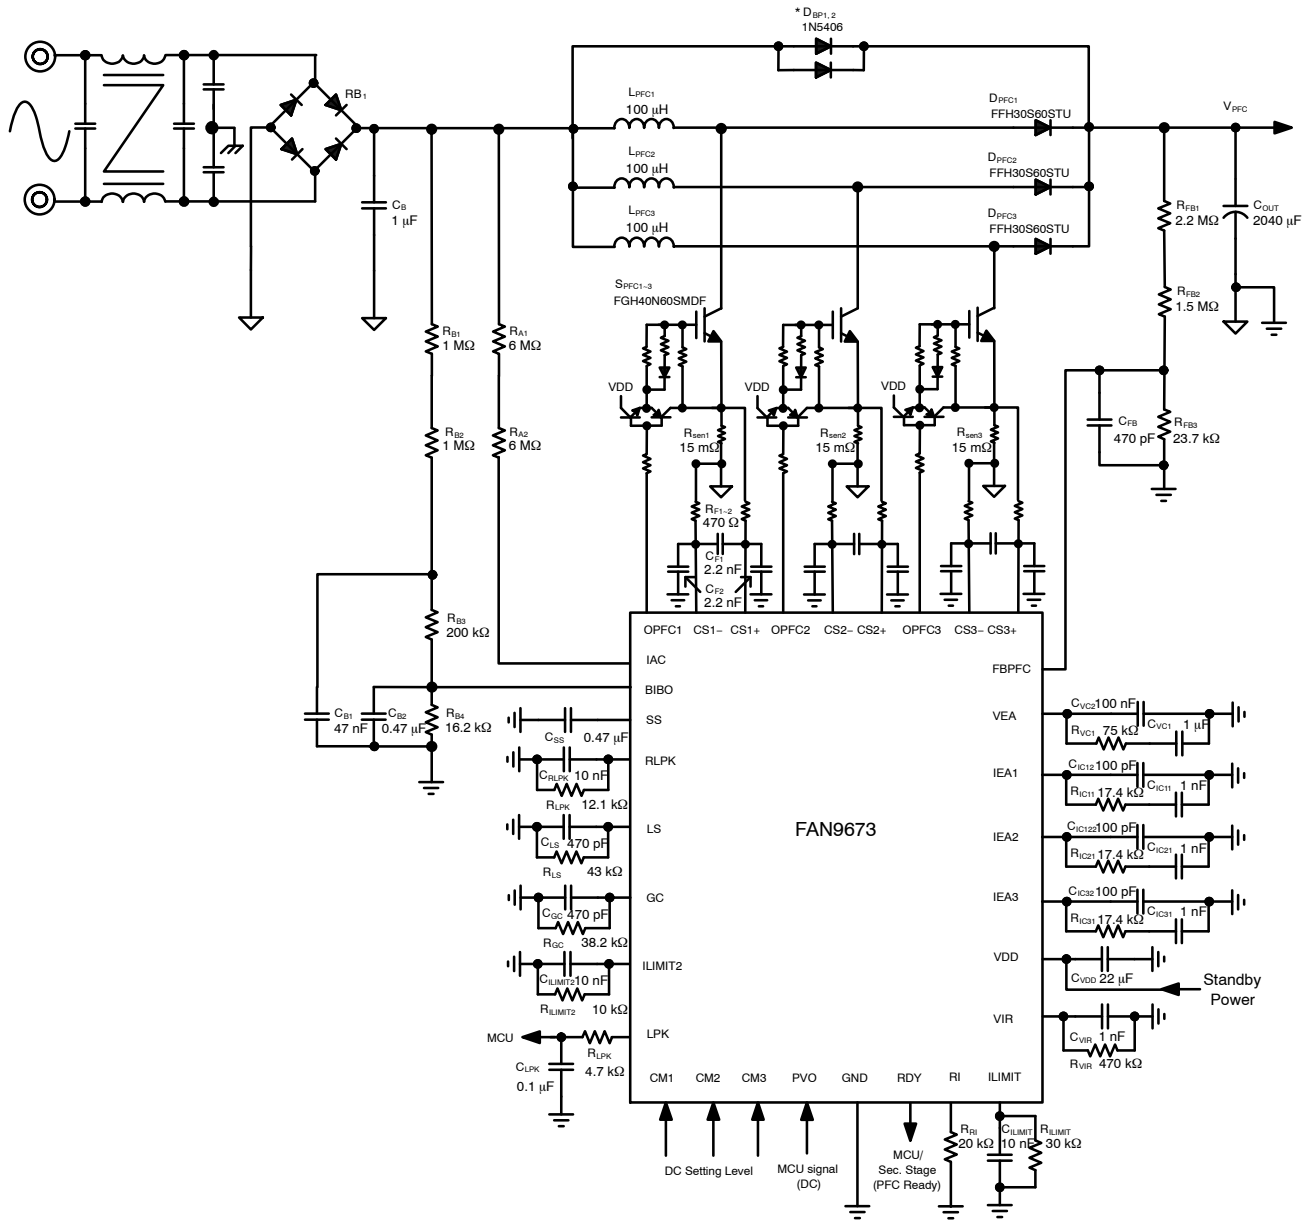 * DBP1, 2
1N5406
RB1
LPFC1
100 μH
DPFC1
FFH30S60STU
VPFC
LPFC2
100 μH
DPFC2
FFH30S60STU
LPFC3
100 μH
DPFC3
FFH30S60STU
CB
1 μF
RFB1
2.2 MΩ
COUT
2040 μF
SPFC1~3
FGH40N60SMDF
RFB2
1.5 MΩ
RB1
1 MΩ
RA1
6 MΩ
VDD
VDD
VDD
RB2
1 MΩ
RA2
6 MΩ
Rsen1
15 mΩ
Rsen2
15 mΩ
Rsen3
15 mΩ
CFB
470 pF
RFB3
23.7 kΩ
RF1~2
470 Ω
CF1
2.2 nF
CF2
2.2 nF
RB3
200 kΩ
OPFC1 CS1− CS1+ OPFC2 CS2− CS2+ OPFC3 CS3− CS3+
IAC
FBPFC
BIBO
CB1
47 nF
CB2
0.47 μF
RB4
16.2 kΩ
SS
CSS 0.47 μF
VEA
CVC2 100 nF
CVC1 1 μF
RVC1 75 kΩ
RLPK
CRLPK 10 nF
RLPK 12.1 kΩ
IEA1
CIC12 100 pF
CIC11 1 nF
RIC11 17.4 kΩ
LS
CLS 470 pF
RLS 43 kΩ
FAN9673
IEA2
CIC122 100 pF
CIC21 1 nF
RIC21 17.4 kΩ
GC
CGC 470 pF
RGC 38.2 kΩ
IEA3
CIC32 100 pF
CIC31 1 nF
RIC31 17.4 kΩ
ILIMIT2
CILIMIT2 10 nF
RILIMIT2 10 kΩ
VDD
CVDD 22 μF
Standby
Power
MCU
LPK
RLPK
4.7 kΩ
CLPK
0.1 μF
VIR
CVIR 1 nF
RVIR 470 kΩ
CM1 CM2 CM3 PVO GND RDY RI ILIMIT
DC Setting Level
MCU signal
(DC)
MCU/
Sec. Stage
(PFC Ready)
RRI
20 kΩ
CILIMIT
10 nF
RILIMIT
30 kΩ